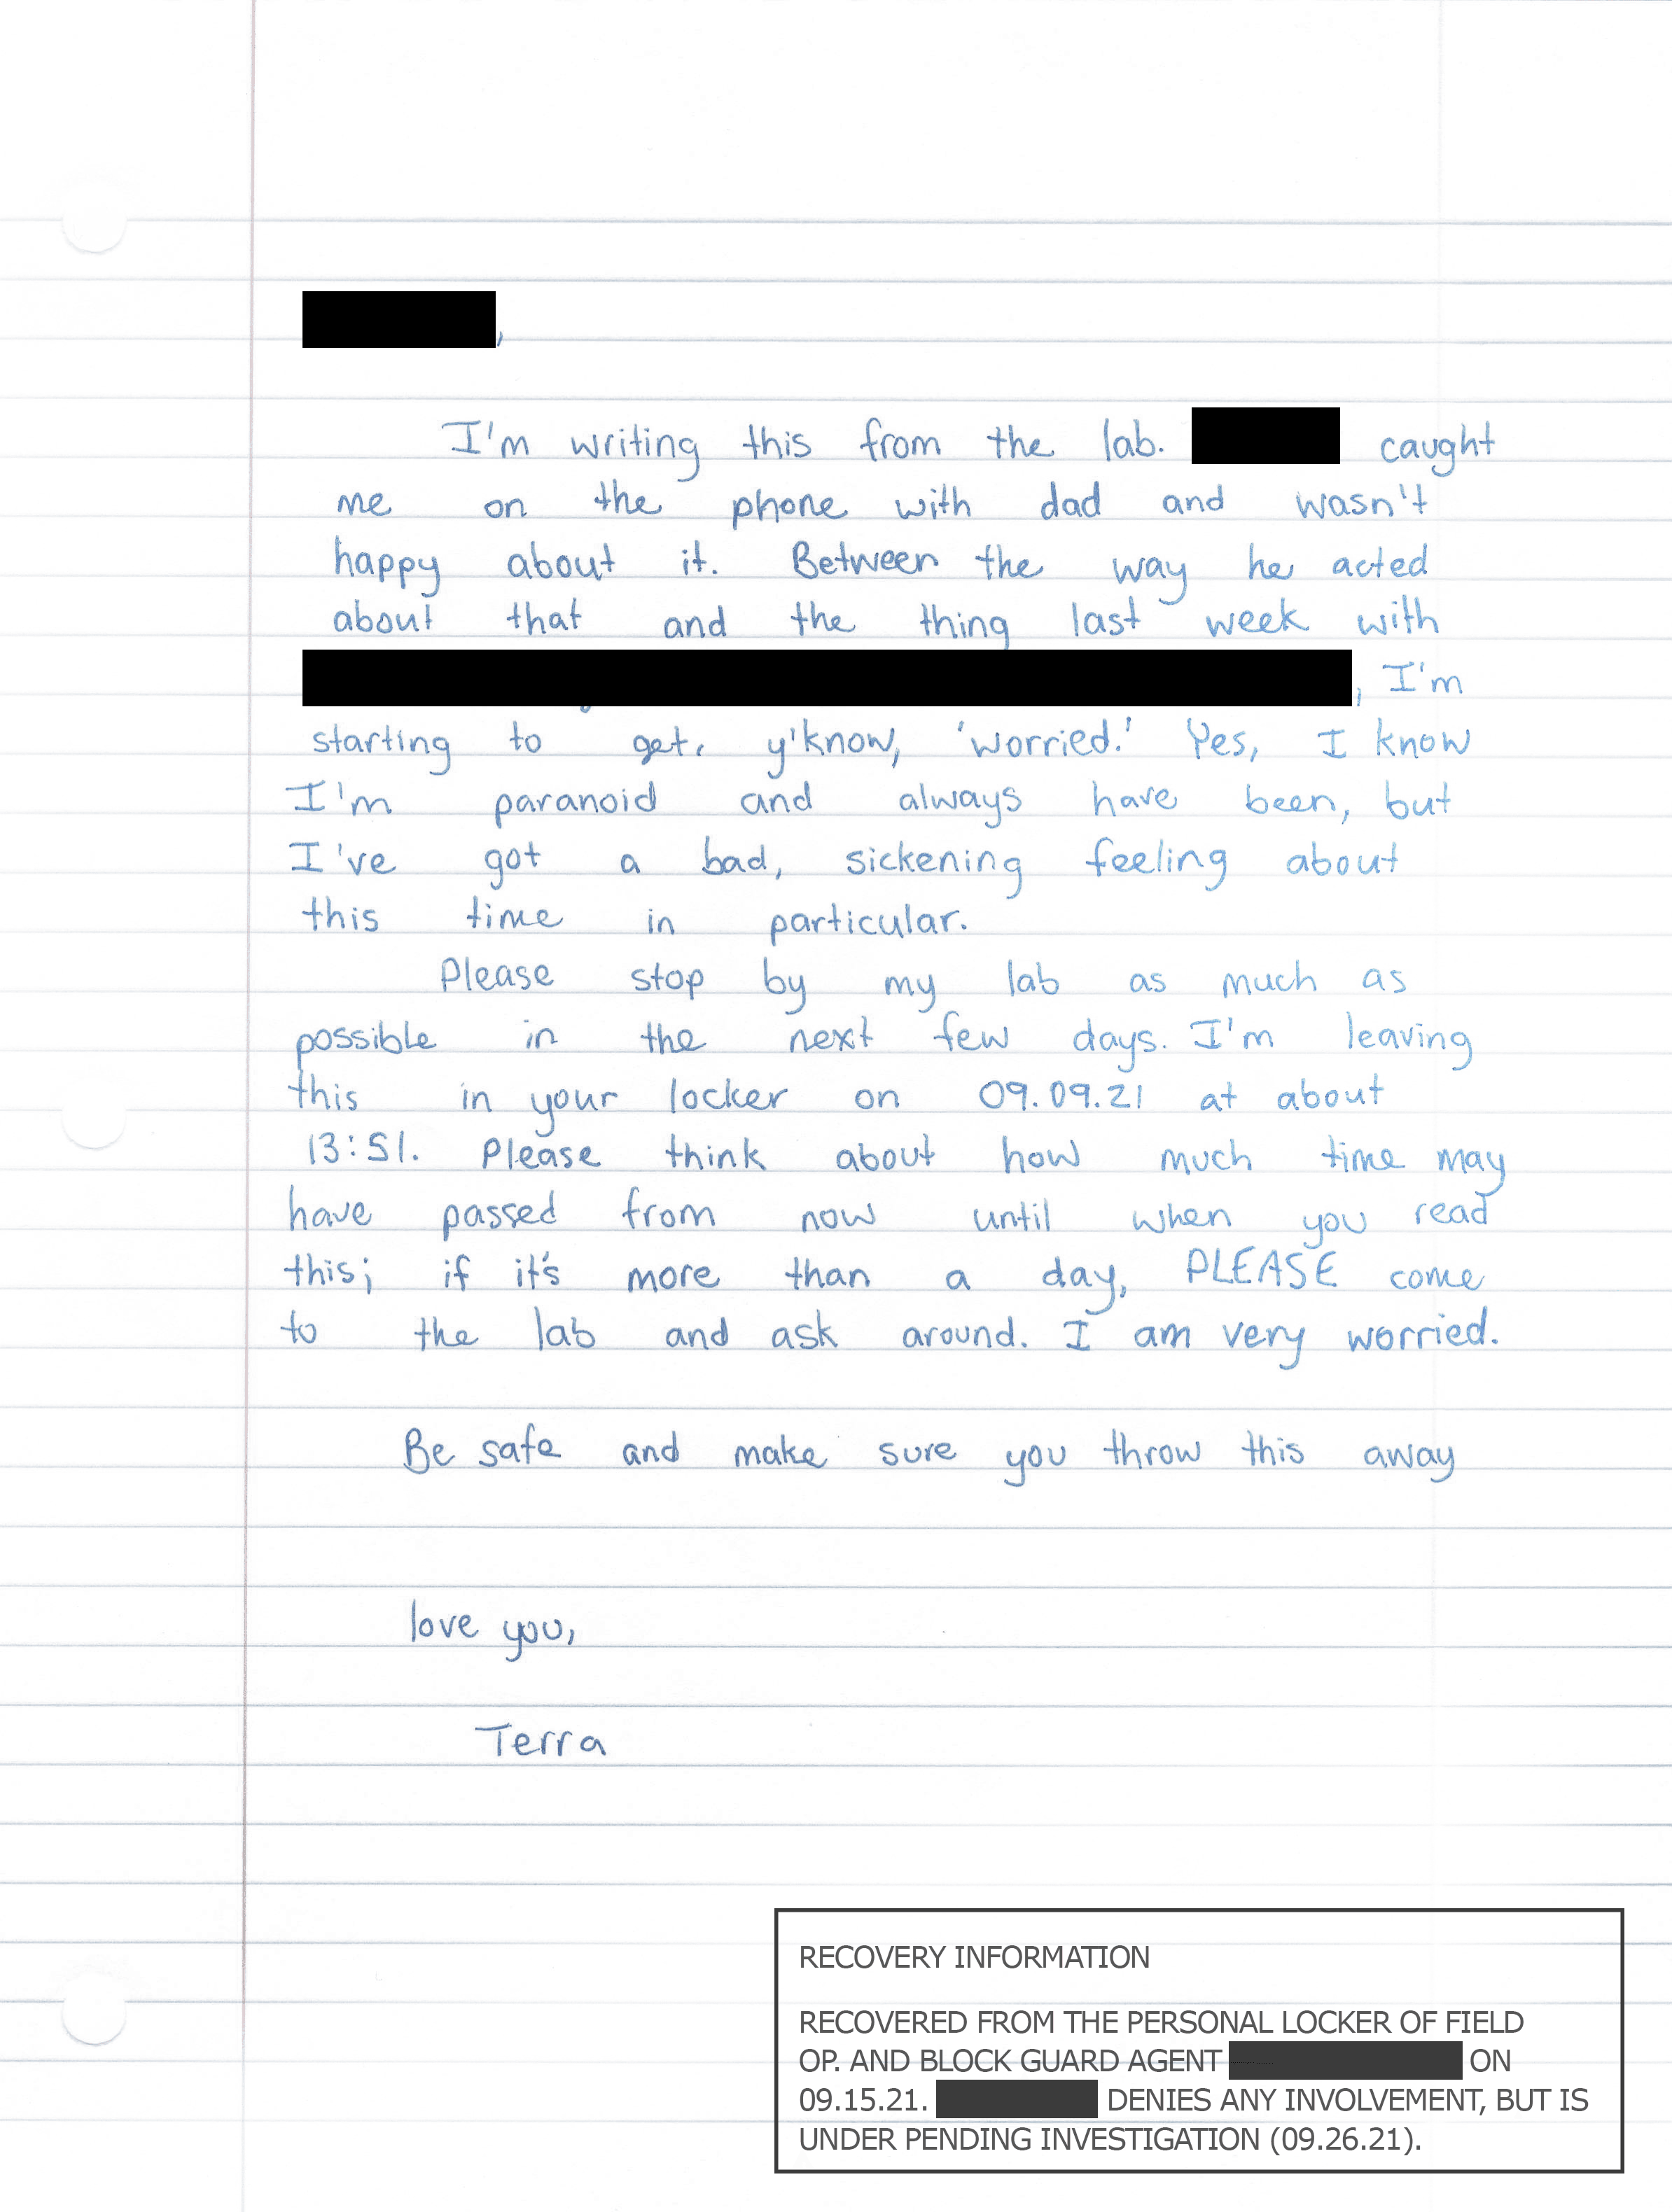 ,
I'm writing this from the lab. caught
me on the phone with dad and wasn't
happy about it. Between the way he acted
about that and the thing last week with
, I'm
starting to get, y'know, 'worried.' Yes, I know
I'm paranoid and always have been, but
I've got a bad, sickening feeling about
this time in particular.
Please stop by my lab as much as
possible in the next few days. I'm leaving
this in your locker on 09.09.21 at about
13:51. Please think about how much time may
have passed from now until when you read
this; if it's more than a day, PLEASE come
to the lab and ask around. I am very worried.
Be safe and make sure you throw this away
love you,
Terra
RECOVERY INFORMATION
RECOVERED FROM THE PERSONAL LOCKER OF FIELD
OP. AND BLOCK GUARD AGENT ON
09.15.21. DENIES ANY INVOLVEMENT, BUT IS
UNDER PENDING INVESTIGATION (09.26.21).